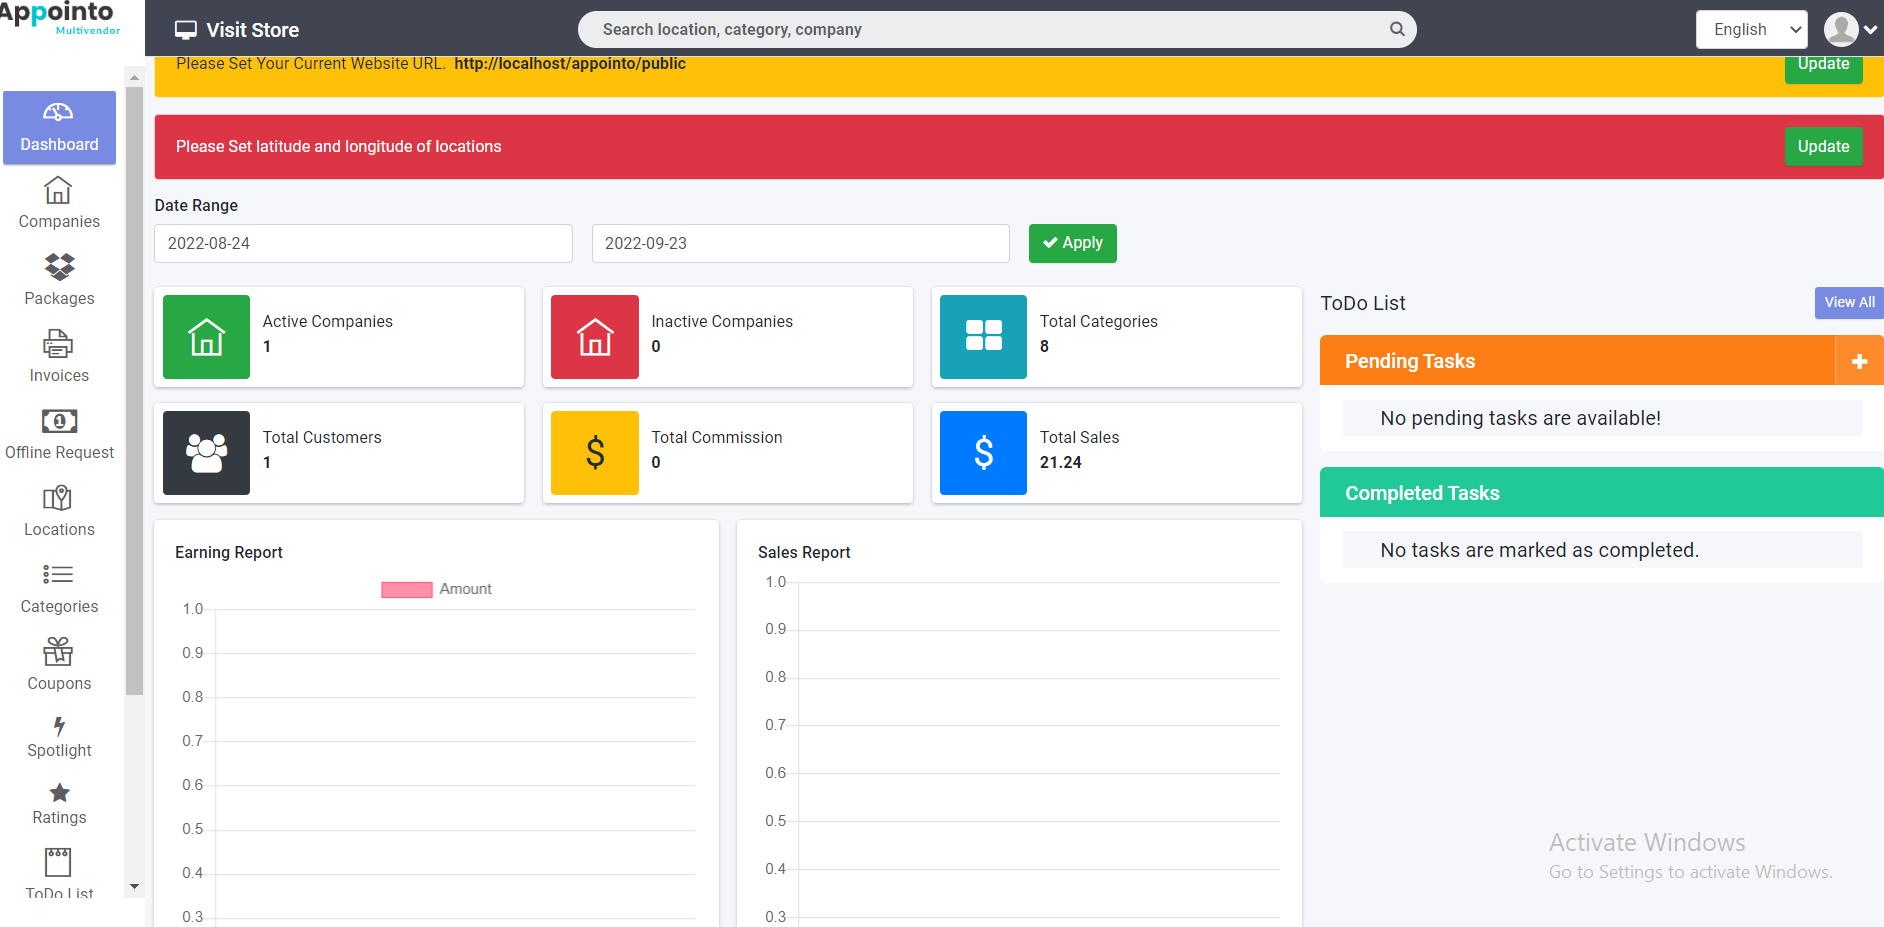 Appointo
Multivendor
Visit Store
Search location, category, company
English
Please Set Your Current Website URL. http://localhost/appointo/public
Update
Please Set latitude and longitude of locations
Update
Dashboard
Companies
Packages
Invoices
Offline Request
Locations
Categories
Coupons
Spotlight
Ratings
ToDo List
Date Range
2022-08-24
2022-09-23
Apply
Active Companies
1
Inactive Companies
0
Total Categories
8
Total Customers
1
Total Commission
0
Total Sales
21.24
ToDo List
View All
Pending Tasks
No pending tasks are available!
Completed Tasks
No tasks are marked as completed.
Earning Report
Amount
1.0
0.9
0.8
0.7
0.6
0.5
0.4
0.3
Sales Report
1.0
0.9
0.8
0.7
0.6
0.5
0.4
0.3
Activate Windows
Go to Settings to activate Windows.